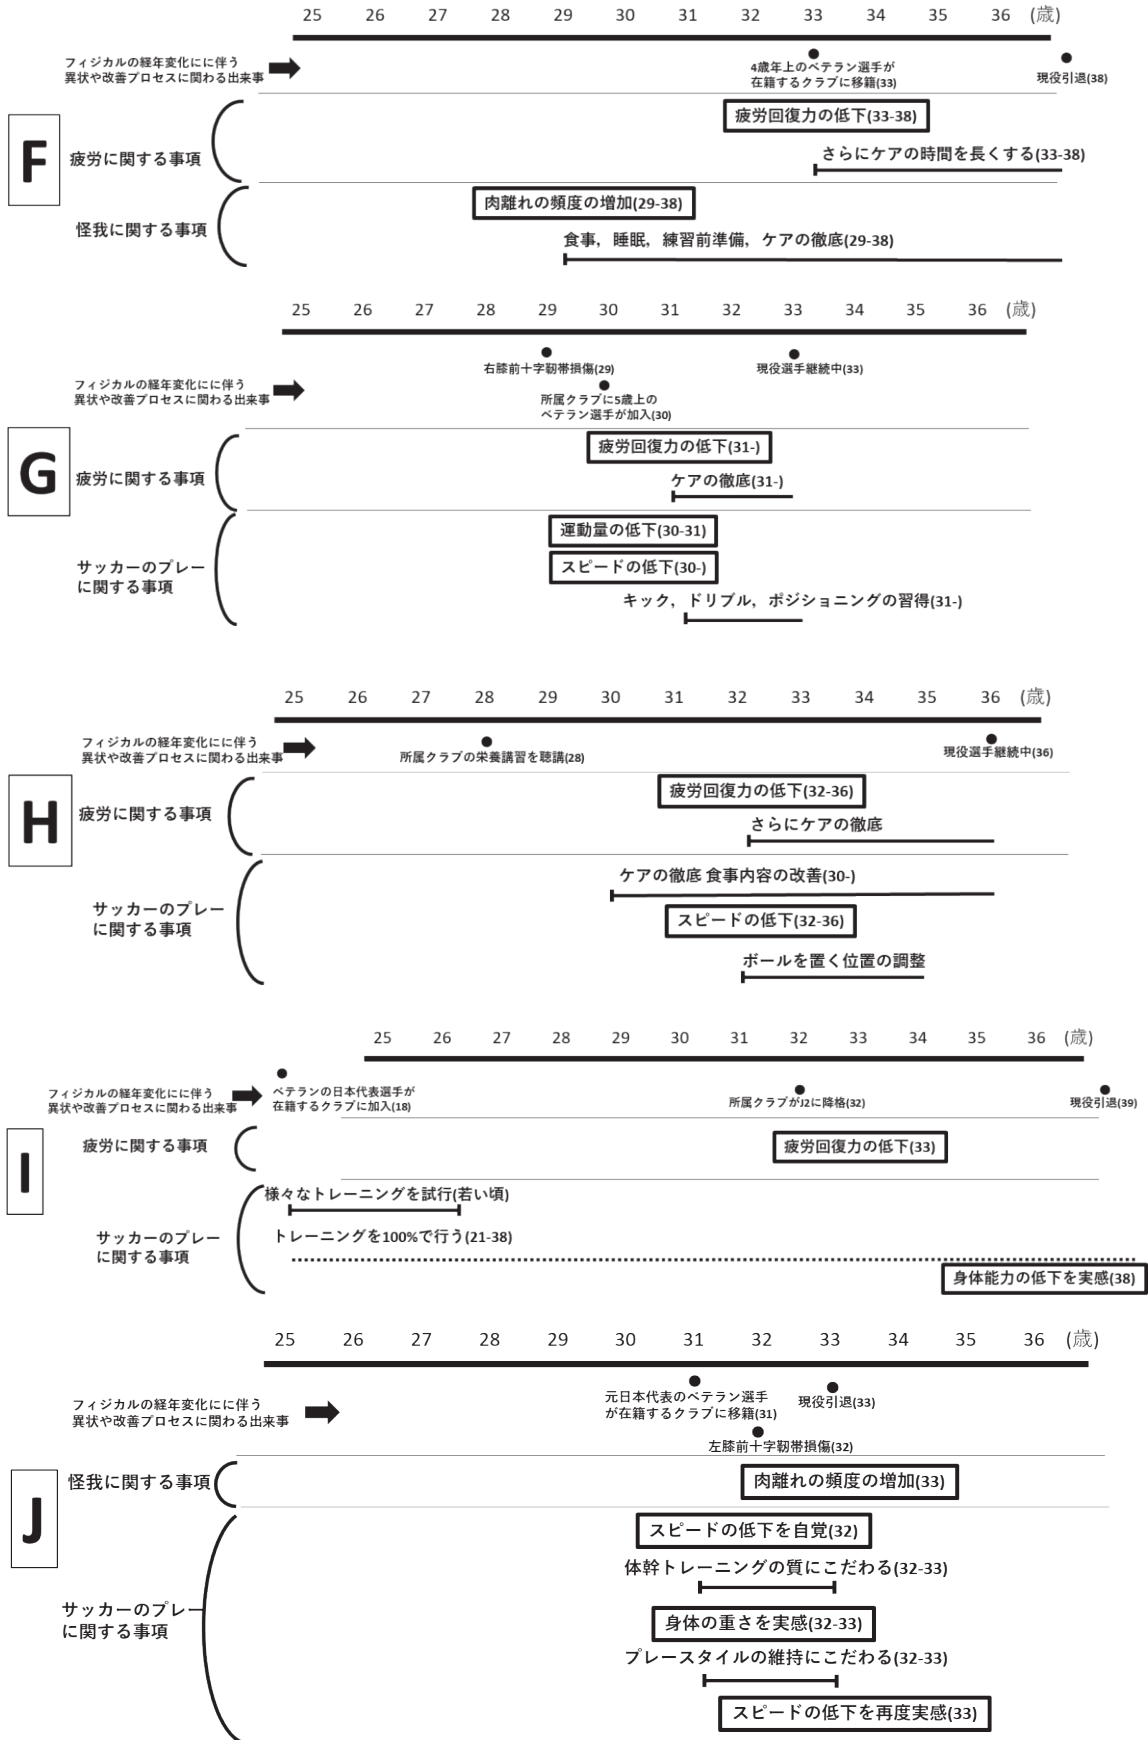 25 26 27 28 29 30 31 32 33 34 35 36 (歳)
フィジカルの経年変化にに伴う
異状や改善プロセスに関わる出来事
4歳年上のベテラン選手が
在籍するクラブに移籍(33)
現役引退(38)
F
疲労に関する事項
疲労回復力の低下(33-38)
さらにケアの時間を長くする(33-38)
怪我に関する事項
肉離れの頻度の増加(29-38)
食事，睡眠，練習前準備，ケアの徹底(29-38)
25 26 27 28 29 30 31 32 33 34 35 36 (歳)
フィジカルの経年変化にに伴う
異状や改善プロセスに関わる出来事
右膝前十字靭帯損傷(29)
現役選手継続中(33)
所属クラブに5歳上の
ベテラン選手が加入(30)
G
疲労に関する事項
疲労回復力の低下(31-)
ケアの徹底(31-)
サッカーのプレー
に関する事項
運動量の低下(30-31)
スピードの低下(30-)
キック，ドリブル，ポジショニングの習得(31-)
25 26 27 28 29 30 31 32 33 34 35 36 (歳)
フィジカルの経年変化にに伴う
異状や改善プロセスに関わる出来事
所属クラブの栄養講習を聴講(28)
現役選手継続中(36)
H
疲労に関する事項
疲労回復力の低下(32-36)
さらにケアの徹底
サッカーのプレー
に関する事項
ケアの徹底 食事内容の改善(30-)
スピードの低下(32-36)
ボールを置く位置の調整
25 26 27 28 29 30 31 32 33 34 35 36 (歳)
フィジカルの経年変化にに伴う
異状や改善プロセスに関わる出来事
ベテランの日本代表選手が
在籍するクラブに加入(18)
所属クラブがJ2に降格(32)
現役引退(39)
I
疲労に関する事項
疲労回復力の低下(33)
サッカーのプレー
に関する事項
様々なトレーニングを試行(若い頃)
トレーニングを100%で行う(21-38)
身体能力の低下を実感(38)
25 26 27 28 29 30 31 32 33 34 35 36 (歳)
フィジカルの経年変化にに伴う
異状や改善プロセスに関わる出来事
元日本代表のベテラン選手
が在籍するクラブに移籍(31)
現役引退(33)
左膝前十字靭帯損傷(32)
J
怪我に関する事項
肉離れの頻度の増加(33)
サッカーのプレー
に関する事項
スピードの低下を自覚(32)
体幹トレーニングの質にこだわる(32-33)
身体の重さを実感(32-33)
プレースタイルの維持にこだわる(32-33)
スピードの低下を再度実感(33)